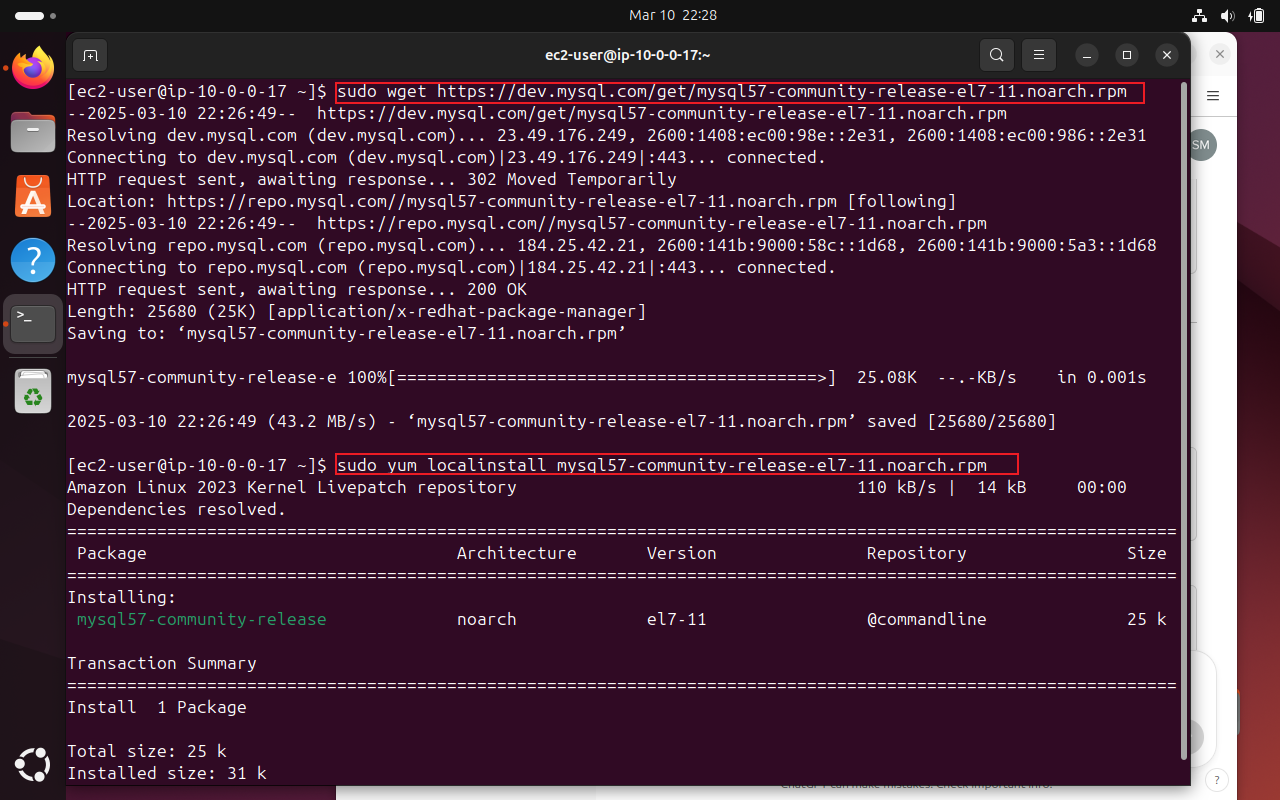 Mar 10 22:28
ec2-user@ip-10-0-0-17:~
[ec2-user@ip-10-0-0-17 ~]$ sudo wget https://dev.mysql.com/get/mysql57-community-release-el7-11.noarch.rpm
--2025-03-10 22:26:49--  https://dev.mysql.com/get/mysql57-community-release-el7-11.noarch.rpm
Resolving dev.mysql.com (dev.mysql.com)... 23.49.176.249, 2600:1408:ec00:98e::2e31, 2600:1408:ec00:986::2e31
Connecting to dev.mysql.com (dev.mysql.com)|23.49.176.249|:443... connected.
HTTP request sent, awaiting response... 302 Moved Temporarily
Location: https://repo.mysql.com//mysql57-community-release-el7-11.noarch.rpm [following]
--2025-03-10 22:26:49--  https://repo.mysql.com//mysql57-community-release-el7-11.noarch.rpm
Resolving repo.mysql.com (repo.mysql.com)... 184.25.42.21, 2600:141b:9000:58c::1d68, 2600:141b:9000:5a3::1d68
Connecting to repo.mysql.com (repo.mysql.com)|184.25.42.21|:443... connected.
HTTP request sent, awaiting response... 200 OK
Length: 25680 (25K) [application/x-redhat-package-manager]
Saving to: ‘mysql57-community-release-el7-11.noarch.rpm’
mysql57-community-release-e 100%[==========================================>]  25.08K  --.-KB/s    in 0.001s
2025-03-10 22:26:49 (43.2 MB/s) - ‘mysql57-community-release-el7-11.noarch.rpm’ saved [25680/25680]
[ec2-user@ip-10-0-0-17 ~]$ sudo yum localinstall mysql57-community-release-el7-11.noarch.rpm
Amazon Linux 2023 Kernel Livepatch repository 110 kB/s | 14 kB 00:00
Dependencies resolved.
===============================================================================================================
Package Architecture Version Repository Size
===============================================================================================================
Installing:
mysql57-community-release noarch el7-11 @commandline 25 k
Transaction Summary
===============================================================================================================
Install  1 Package
Total size: 25 k
Installed size: 31 k
SM
?